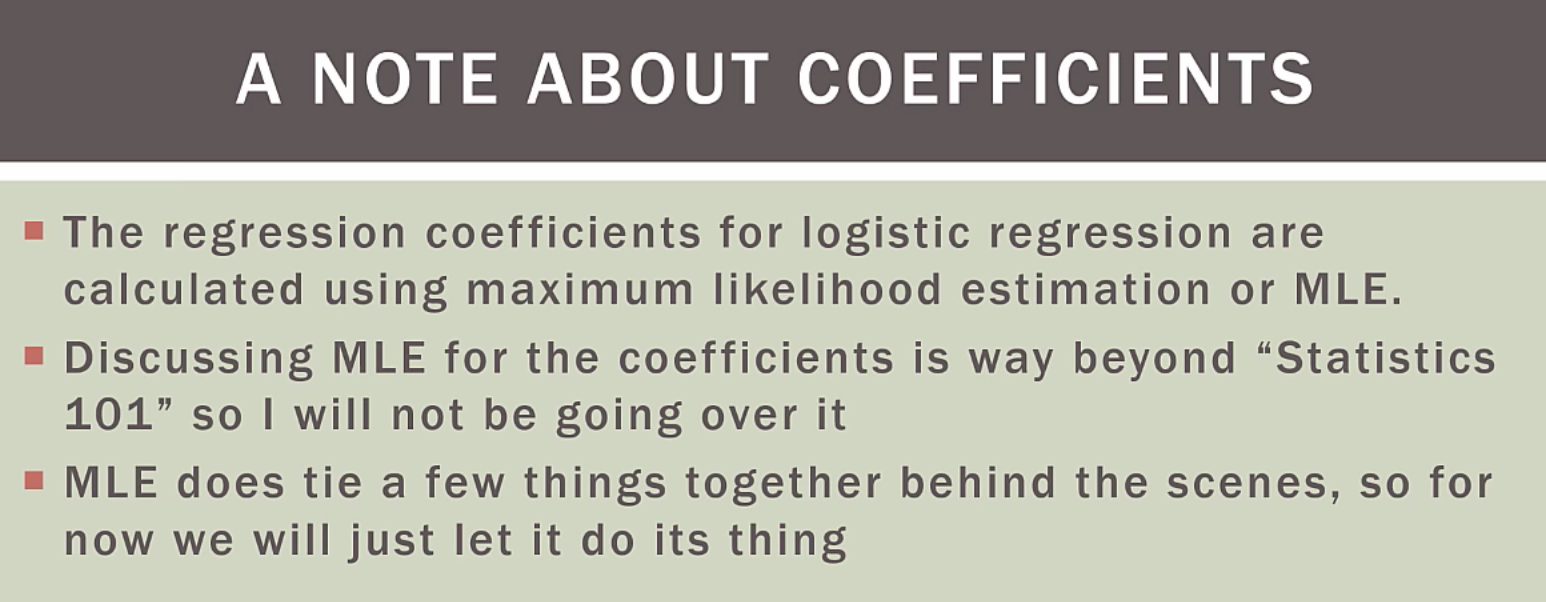 A NOTE ABOUT COEFFICIENTS
The regression coefficients for logistic regression are
calculated using maximum likelihood estimation or MLE.
Discussing MLE for the coefficients is way beyond “Statistics
101” so I will not be going over it
MLE does tie a few things together behind the scenes, so for
now we will just let it do its thing